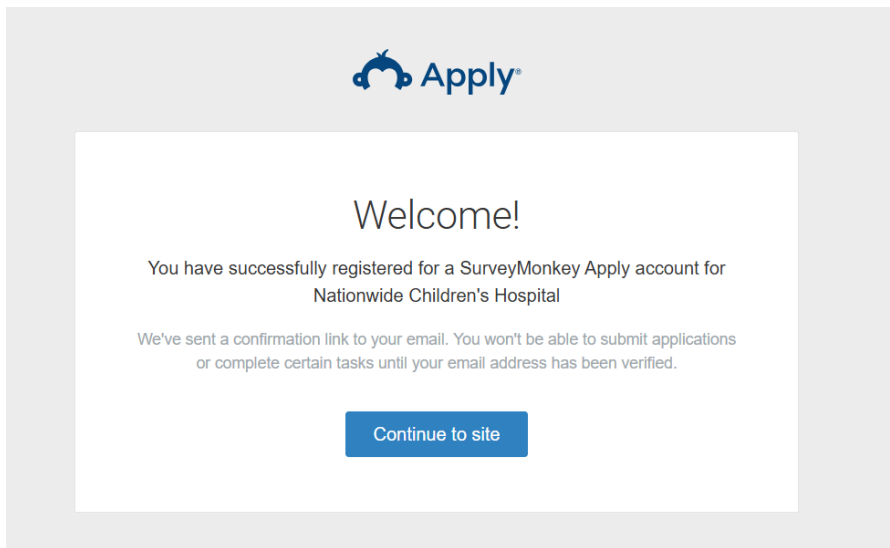 Apply®
Welcome!
You have successfully registered for a SurveyMonkey Apply account for
Nationwide Children's Hospital
We've sent a confirmation link to your email. You won't be able to submit applications
or complete certain tasks until your email address has been verified.
Continue to site